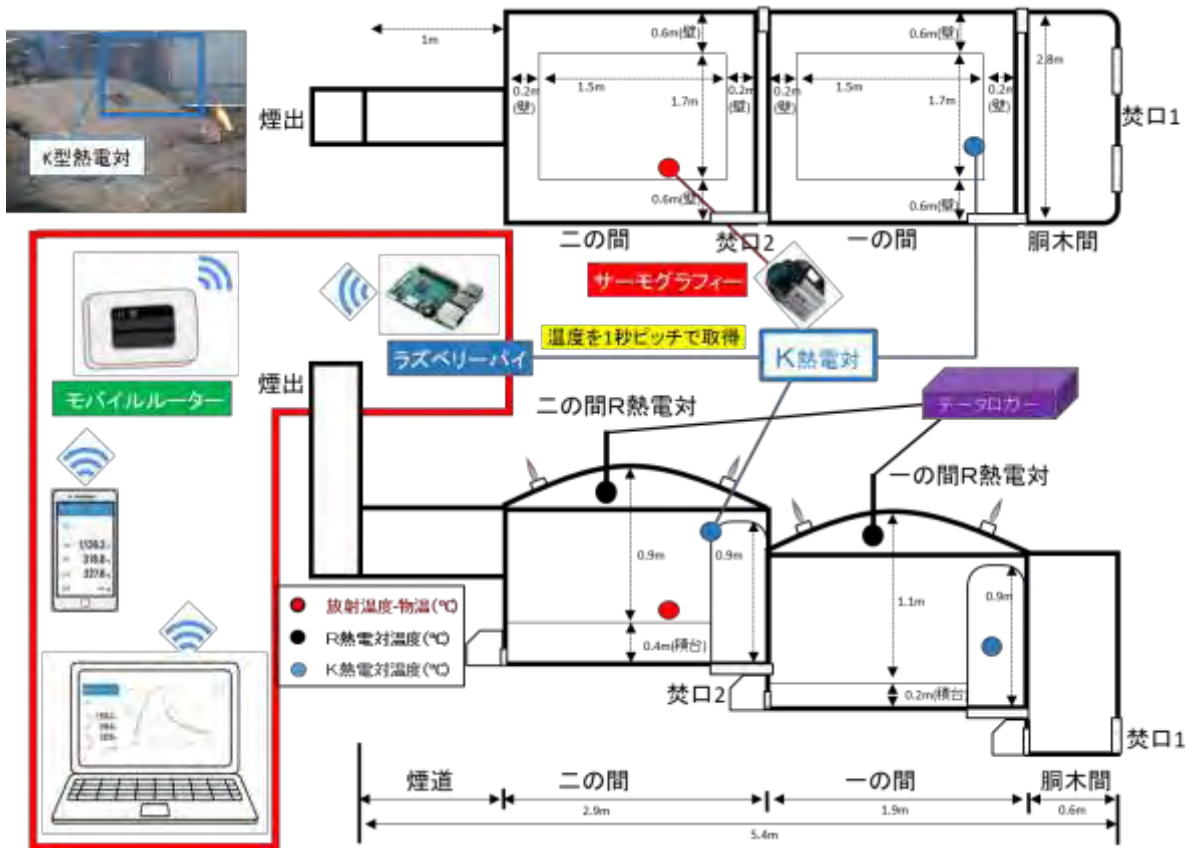 K型熱電対
1m
煙出
0.6m(壁)
0.2m
(壁)
1.5m
1.7m
0.2m
(壁)
0.6m(壁)
0.6m(壁)
0.2m
(壁)
1.5m
1.7m
0.2m
(壁)
0.6m(壁)
2.8m
焚口1
二の間
焚口2
一の間
胴木間
サーモグラフィー
温度を1秒ピッチで取得
ラズベリーパイ
K熱電対
モバイルルーター
データロガー
煙出
二の間R熱電対
一の間R熱電対
0.9m
0.9m
0.4m(積台)
1.1m
0.9m
0.2m(積台)
放射温度-物温(℃)
R熱電対温度(℃)
K熱電対温度(℃)
焚口2
焚口1
煙道
二の間
一の間
胴木間
2.9m
1.9m
0.6m
5.4m